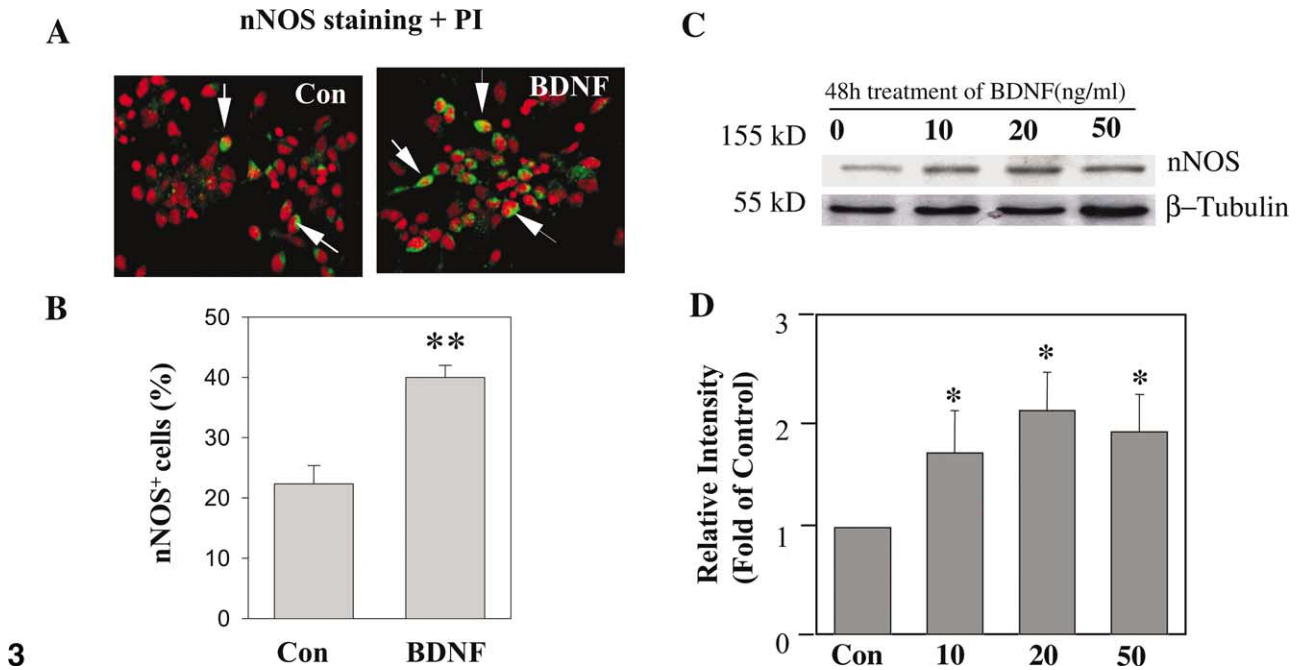 A
nNOS staining + PI
Con
BDNF
B
nNOS+ cells (%)
50
40
30
20
10
0
**
Con
BDNF
C
48h treatment of BDNF(ng/ml)
0 10 20 50
155 kD
nNOS
55 kD
β–Tubulin
D
Relative Intensity
(Fold of Control)
3
2
1
0
*
*
*
Con 10 20 50
3